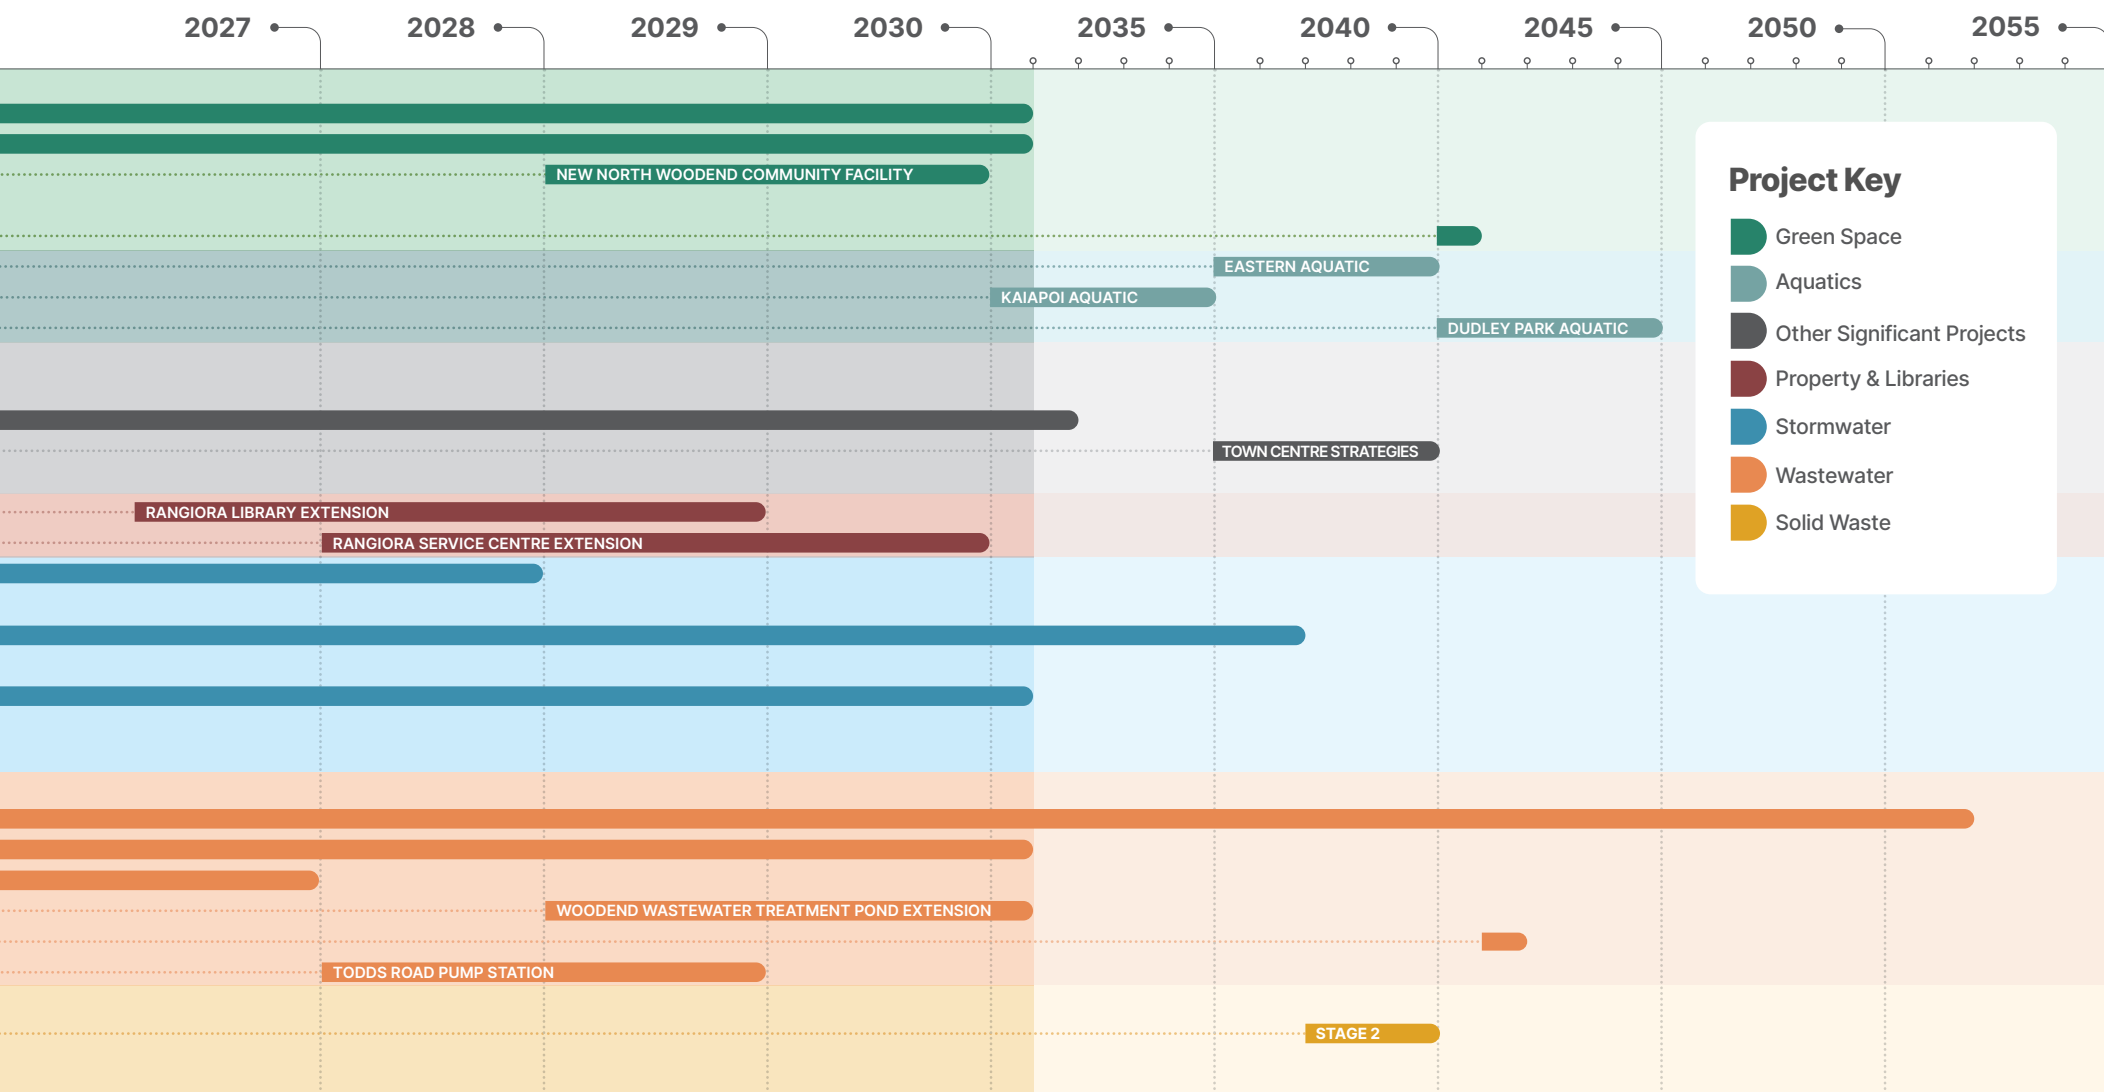 2027 2028 2029 2030 2035 2040 2045 2050 2055
NEW NORTH WOODEND COMMUNITY FACILITY
EASTERN AQUATIC
KAIAPOI AQUATIC
DUDLEY PARK AQUATIC
TOWN CENTRE STRATEGIES
RANGIORA LIBRARY EXTENSION
RANGIORA SERVICE CENTRE EXTENSION
WOODEND WASTEWATER TREATMENT POND EXTENSION
TODDS ROAD PUMP STATION
STAGE 2
Project Key
Green Space
Aquatics
Other Significant Projects
Property & Libraries
Stormwater
Wastewater
Solid Waste